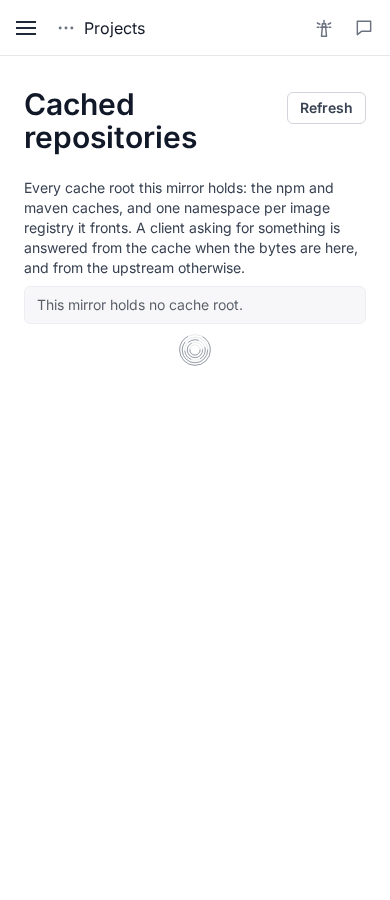 Projects
Cached
repositories
Refresh
Every cache root this mirror holds: the npm and
maven caches, and one namespace per image
registry it fronts. A client asking for something is
answered from the cache when the bytes are here,
and from the upstream otherwise.
This mirror holds no cache root.